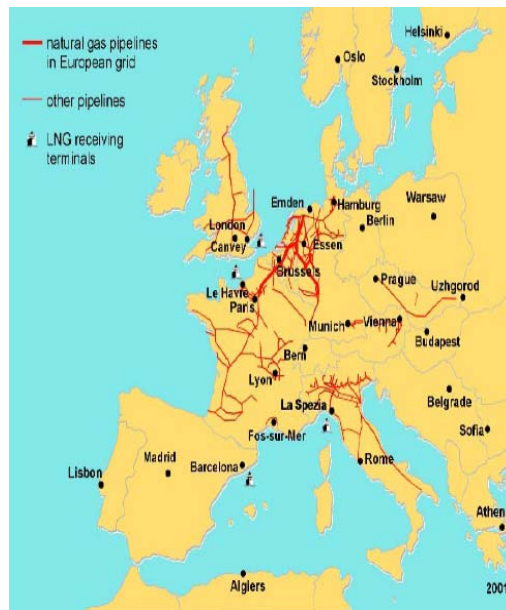 Helsinki
natural gas pipelines
in European grid
Oslo
Stockholm
other pipelines
LNG receiving
terminals
Emden
Hamburg
Warsaw
Berlin
London
Canvey
Essen
Brussels
Prague
Uzhgorod
Le Havre
Paris
Munich
Vienna
Budapest
Bern
Lyon
Belgrade
La Spezia
Sofia
Fos-sur-Mer
Madrid
Barcelona
Rome
Lisbon
Athen
Algiers
2001